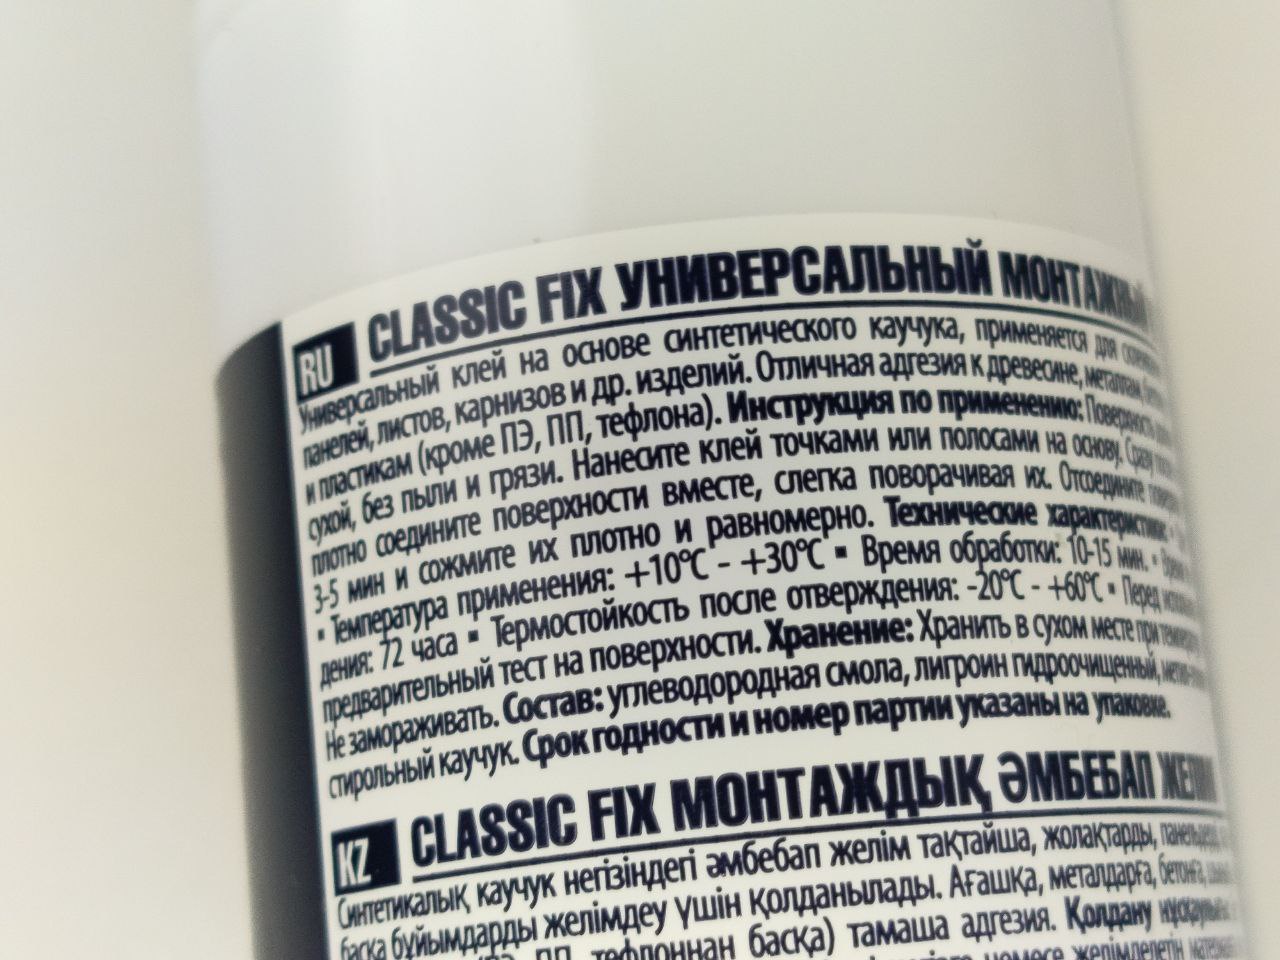 RU CLASSIC FIX УНИВЕРСАЛЬНЫЙ МОНТАЖНЫЙ
Универсальный клей на основе синтетического каучука, применяется для
панелей, листов, карнизов и др. изделий. Отличная адгезия к древесине, металлам,
и пластикам (кроме ПЭ, ПП, тефлона). Инструкция по применению: Поверхность
сухой, без пыли и грязи. Нанесите клей точками или полосами на основу. Сразу
плотно соедините поверхности вместе, слегка поворачивая их. Отсоедините
3-5 мин и сожмите их плотно и равномерно. Технические характеристики:
▪ Температура применения: +10℃ - +30℃ ▪ Время обработки: 10-15 мин. ▪ Время
дения: 72 часа ▪ Термостойкость после отверждения: -20℃ - +60℃ ▪ Перед
предварительный тест на поверхности. Хранение: Хранить в сухом месте при
Не замораживать. Состав: углеводородная смола, лигроин гидроочищенный,
стирольный каучук. Срок годности и номер партии указаны на упаковке.
KZ CLASSIC FIX МОНТАЖДЫҚ ӘМБЕБАП ЖЕЛІМ
Синтетикалық каучук негізіндегі әмбебап желім тақтайша, жолақтарды,
басқа бұйымдарды желімдеу үшін қолданылады. Ағашқа, металдарға, бетонға,
ПП, тефлоннан басқа) тамаша адгезия. Қолдану
немесе желімделетін